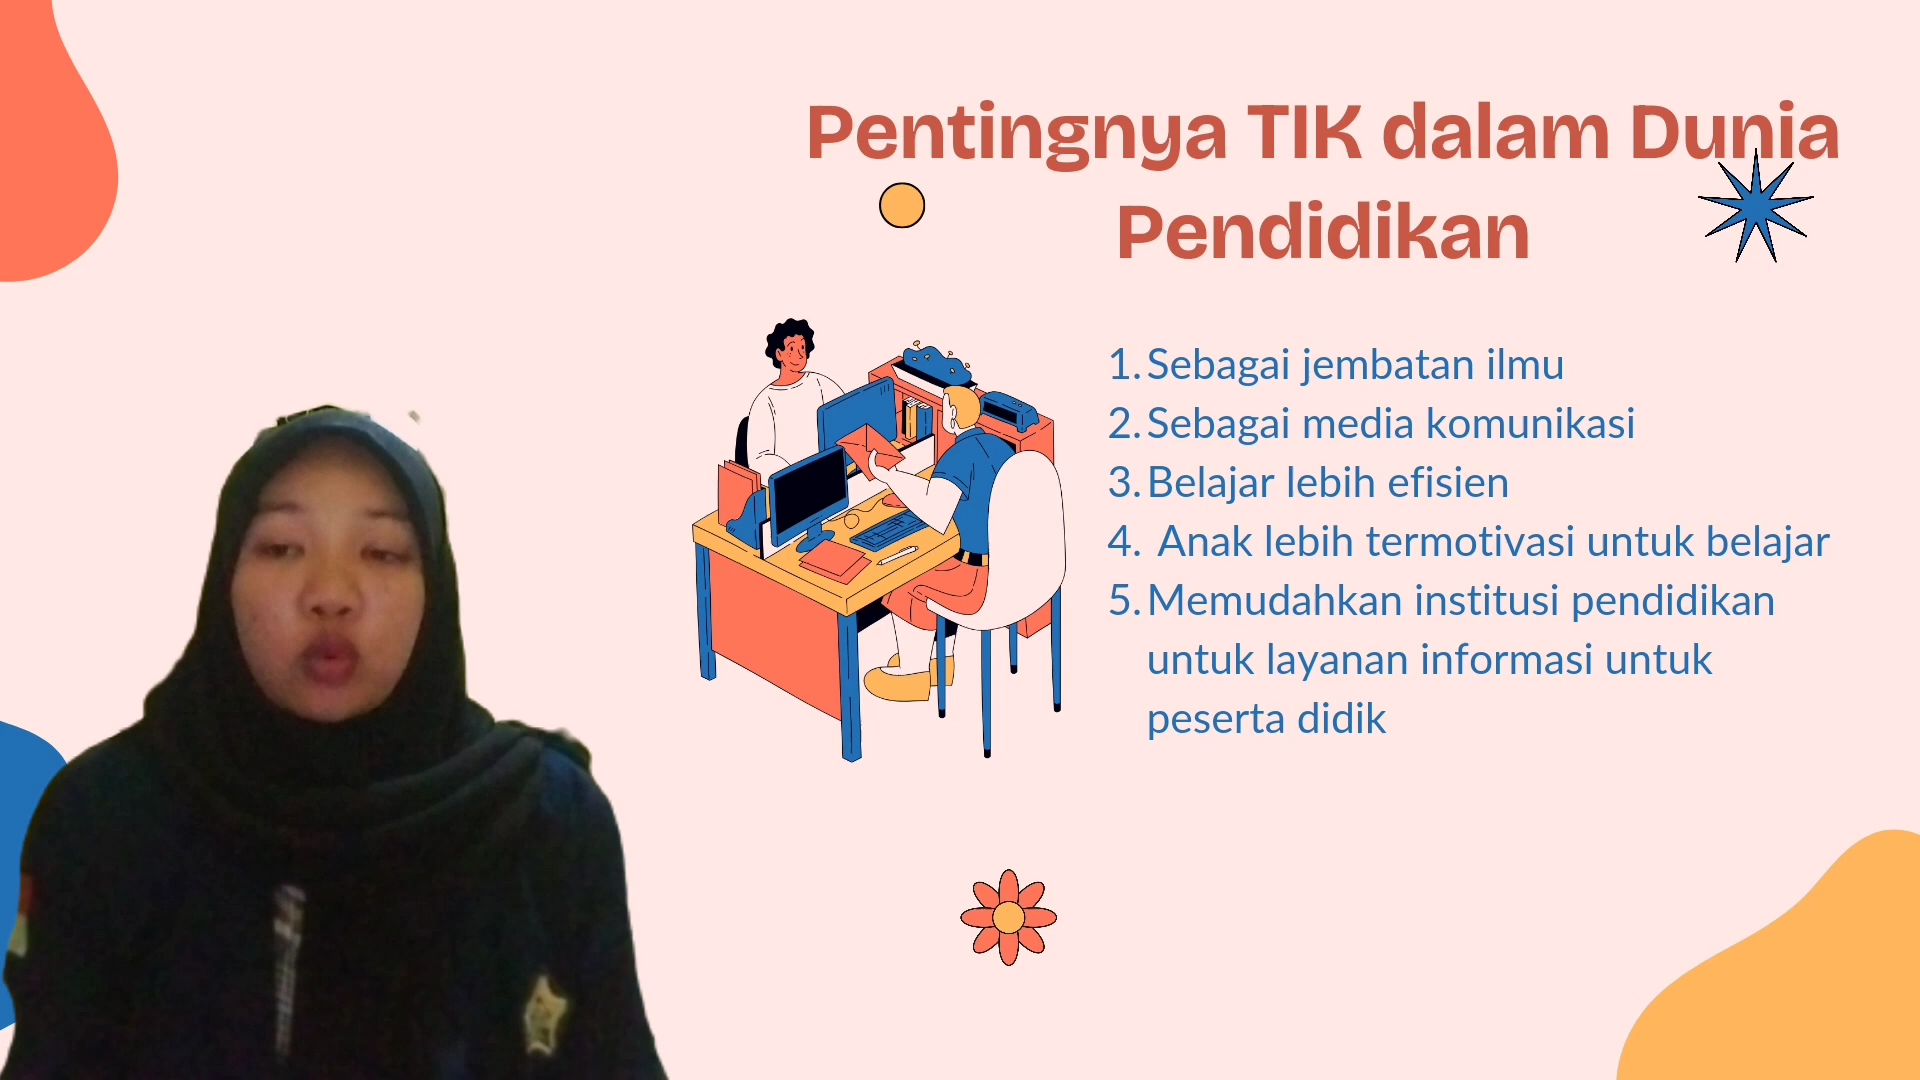 Pentingnya TIK dalam Dunia
Pendidikan
1. Sebagai jembatan ilmu
2. Sebagai media komunikasi
3. Belajar lebih efisien
4. Anak lebih termotivasi untuk belajar
5. Memudahkan institusi pendidikan
untuk layanan informasi untuk
peserta didik